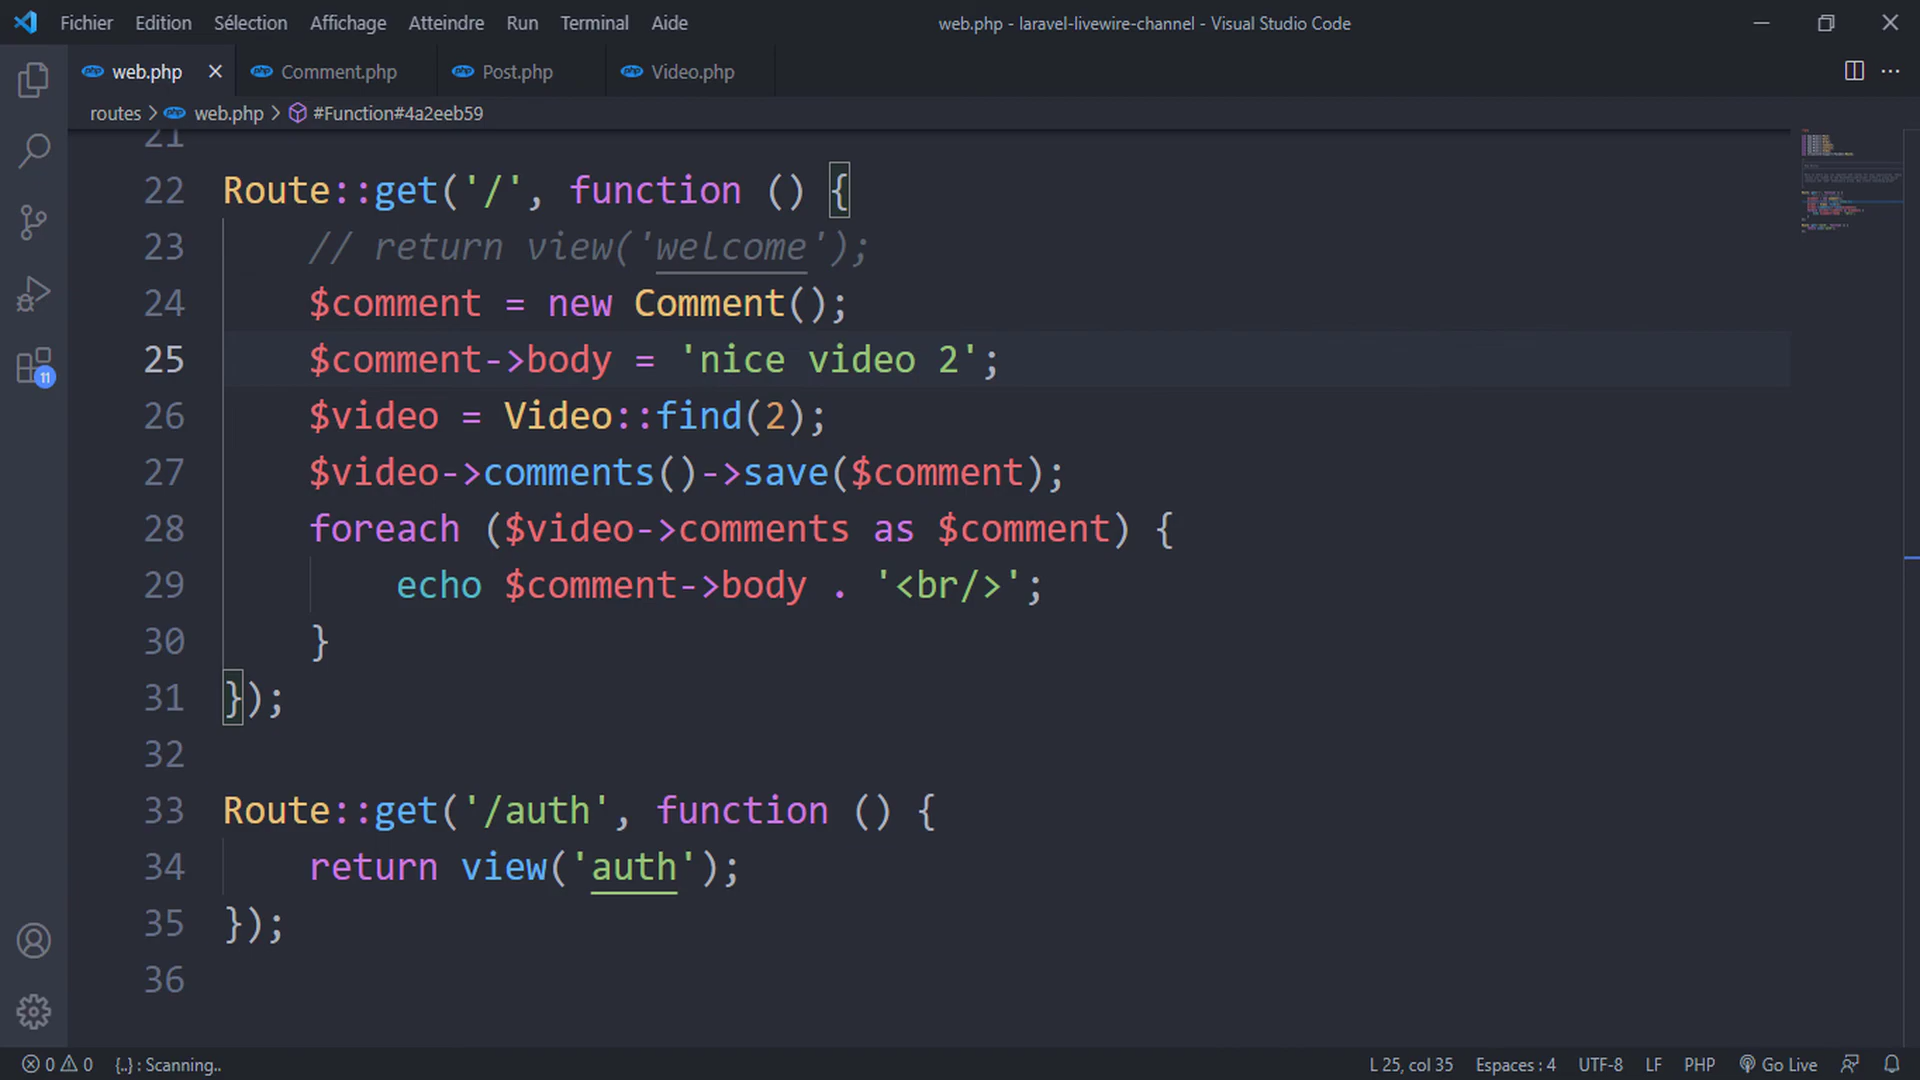 Fichier Edition Sélection Affichage Atteindre Run Terminal Aide web.php - laravel-livewire-channel - Visual Studio Code
web.php Comment.php Post.php Video.php
routes > web.php > #Function#4a2eeb59
21
22 Route::get('/', function () {
23 // return view('welcome');
24 $comment = new Comment();
25 $comment->body = 'nice video 2';
26 $video = Video::find(2);
27 $video->comments()->save($comment);
28 foreach ($video->comments as $comment) {
29 echo $comment->body . '<br/>';
30 }
31 });
32
33 Route::get('/auth', function () {
34 return view('auth');
35 });
36
11
0 0 {..} : Scanning.. L 25, col 35 Espaces : 4 UTF-8 LF PHP Go Live